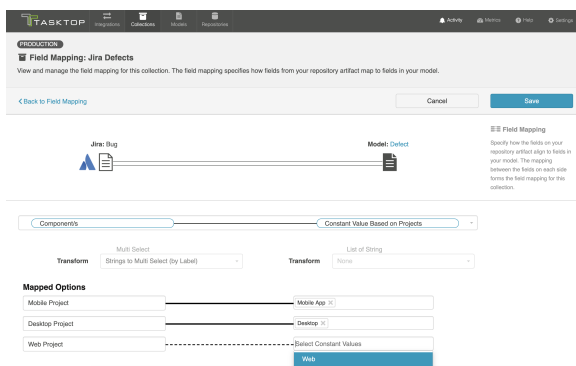 TASKTOP
Integrations
Collections
Models
Repositories
Activity
Metrics
Help
Settings
PRODUCTION
Field Mapping: Jira Defects
View and manage the field mapping for this collection. The field mapping specifies how fields from your repository artifact map to fields in your model.
Back to Field Mapping
Cancel
Save
Jira: Bug
Model: Defect
Field Mapping
Specify how the fields on your
repository artifact align to fields in
your model. The mapping
between the fields on each side
forms the field mapping for this
collection.
Component/s
Constant Value Based on Projects
Multi Select
List of String
Transform
Strings to Multi Select (by Label)
Transform
None
Mapped Options
Mobile Project
Mobile App ×
Desktop Project
Desktop ×
Web Project
Select Constant Values
Web